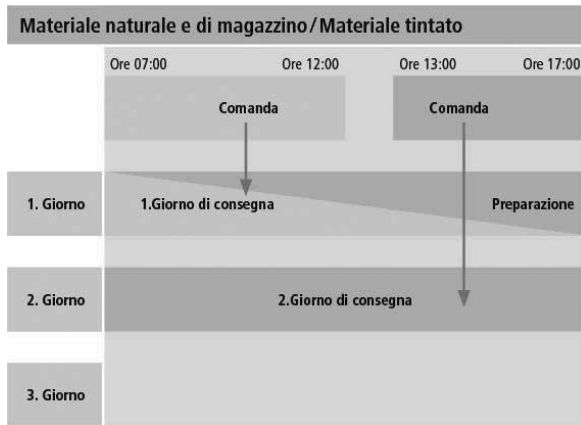 Materiale naturale e di magazzino/Materiale tintato
Ore 07:00 Ore 12:00 Ore 13:00 Ore 17:00
Comanda Comanda
1. Giorno 1.Giorno di consegna Preparazione
2. Giorno 2.Giorno di consegna
3. Giorno